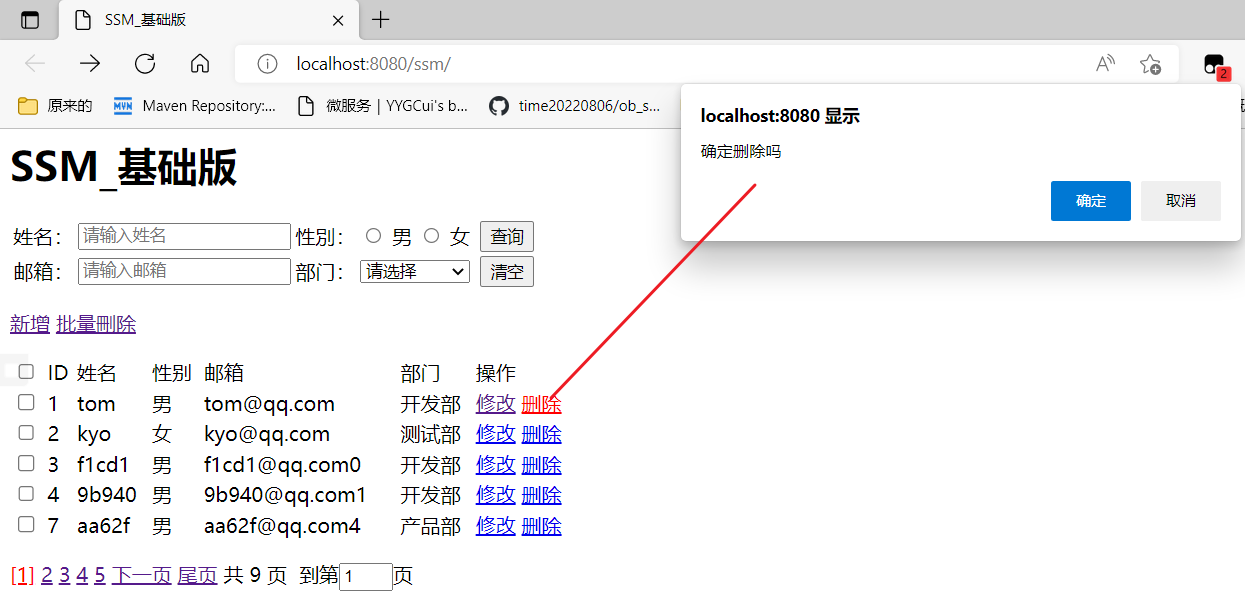 SSM_基础版
localhost:8080/ssm/
2
原来的 Maven Repository:... 微服务 | YYGCui's b... time20220806/ob_s...
localhost:8080 显示
确定删除吗
确定 取消
SSM_基础版
姓名： 请输入姓名 性别： 男 女 查询
邮箱： 请输入邮箱 部门： 请选择 清空
新增 批量删除
ID 姓名 性别 邮箱 部门 操作
1 tom 男 tom@qq.com 开发部 修改 删除
2 kyo 女 kyo@qq.com 测试部 修改 删除
3 f1cd1 男 f1cd1@qq.com0 开发部 修改 删除
4 9b940 男 9b940@qq.com1 开发部 修改 删除
7 aa62f 男 aa62f@qq.com4 产品部 修改 删除
[1] 2 3 4 5 下一页 尾页 共 9 页 到第 1 页